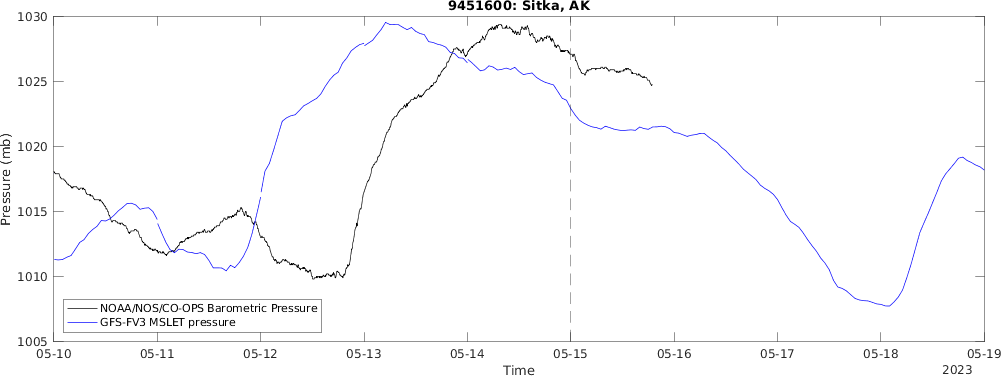 9451600: Sitka, AK
Pressure (mb)
1030
1025
1020
1015
1010
1005
NOAA/NOS/CO-OPS Barometric Pressure
GFS-FV3 MSLET pressure
05-10 05-11 05-12 05-13 05-14 05-15 05-16 05-17 05-18 05-19
Time
2023